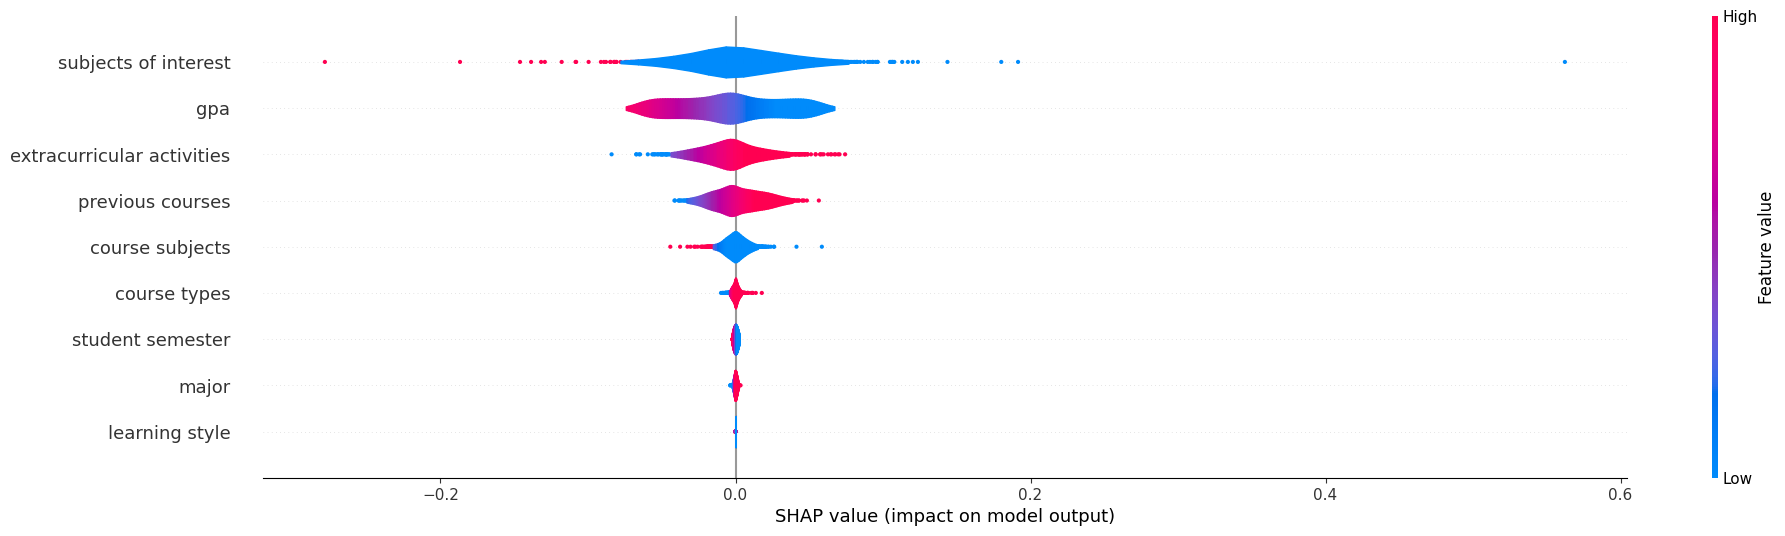 High
subjects of interest
gpa
extracurricular activities
previous courses
course subjects
course types
student semester
major
learning style
Feature value
Low
−0.2 0.0 0.2 0.4 0.6
SHAP value (impact on model output)